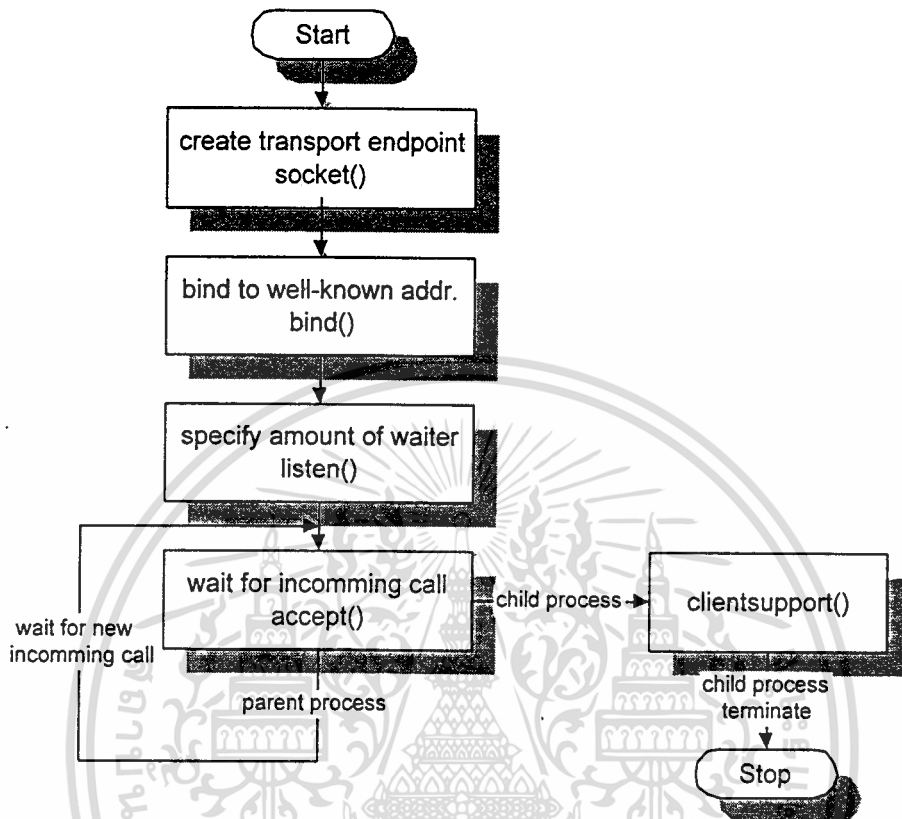 Start
create transport endpoint
socket()
bind to well-known addr.
bind()
specify amount of waiter
listen()
wait for incomming call
accept()
child process
clientsupport()
wait for new
incomming call
parent process
child process
terminate
Stop